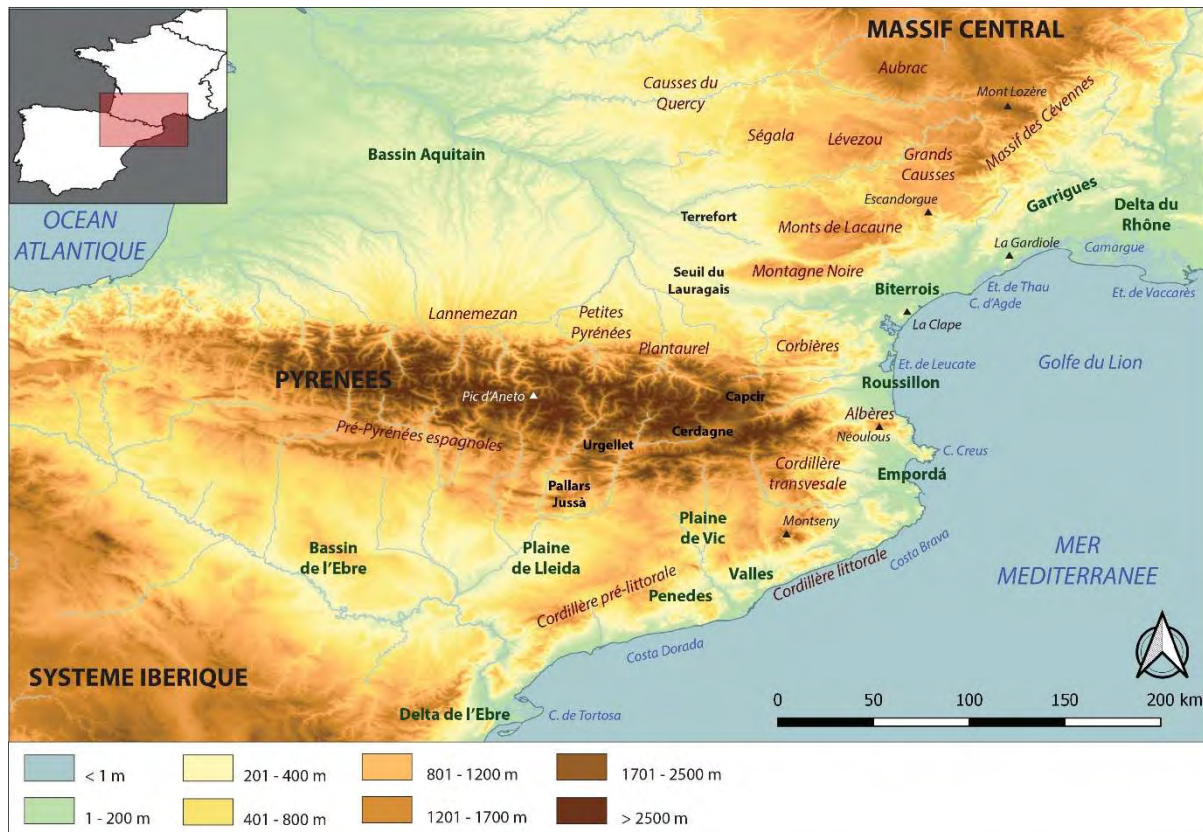 MASSIF CENTRAL
Aubrac
Causses du
Quercy
Mont Lozère
Massif des Cévennes
Ségala
Lévezou
Grands
Causses
Bassin Aquitain
Escandorgue
Garrigues
Delta du
Rhône
OCEAN
ATLANTIQUE
Terrefort
Monts de Lacaune
La Gardiole
Camargue
Seuil du
Lauragais
Montagne Noire
Biterrois
Et. de Thau
C. d'Agde
Et. de Vaccarès
Lannemezan
Petites
Pyrénées
Plantaurel
Corbières
La Clape
Et. de Leucate
Golfe du Lion
PYRENEES
Pic d'Aneto
Capcir
Roussillon
Albères
Néoulous
Pré-Pyrénées espagnoles
Urgellet
Cerdagne
C. Creus
Cordillère
transvesale
Empordá
Pallars
Jussà
Montseny
Plaine
de Vic
Bassin
de l'Ebre
Plaine
de Lleida
Costa Brava
MER
MEDITERRANEE
Valles
Cordillère littorale
Cordillère pré-littorale
Penedes
Costa Dorada
SYSTEME IBERIQUE
Delta de l'Ebre
C. de Tortosa
0 50 100 150 200 km
< 1 m
201 - 400 m
801 - 1200 m
1701 - 2500 m
1 - 200 m
401 - 800 m
1201 - 1700 m
> 2500 m